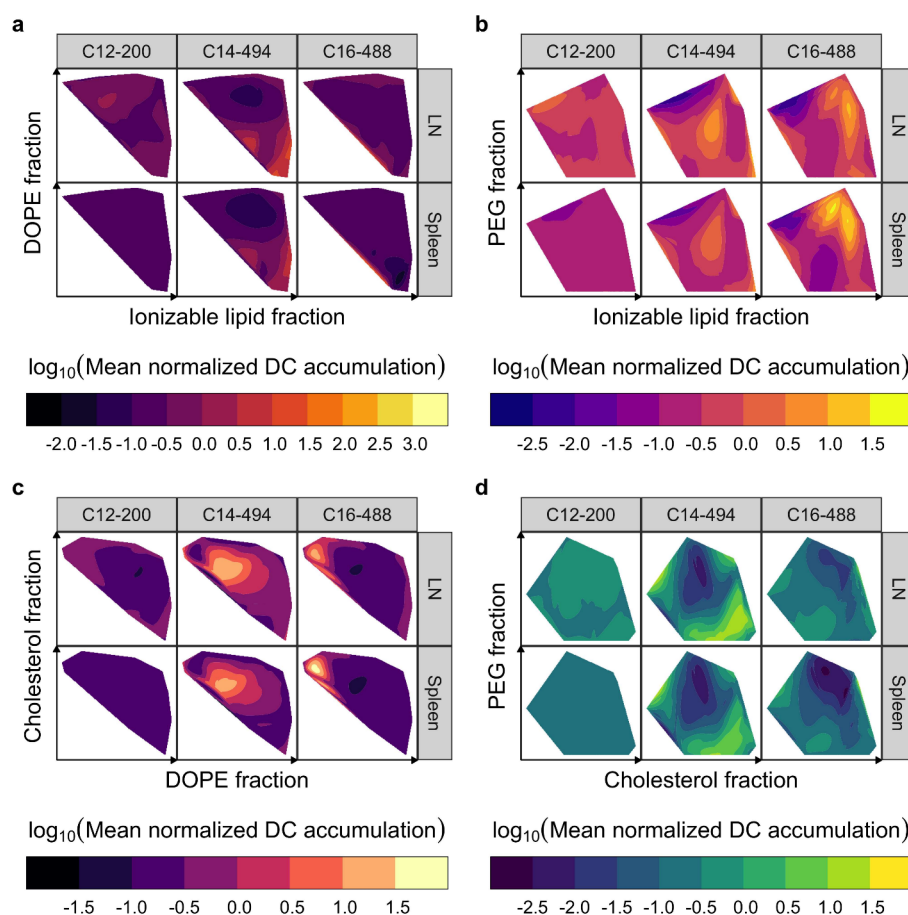 a
C12-200 C14-494 C16-488
DOPE fraction
LN
Spleen
Ionizable lipid fraction
log10(Mean normalized DC accumulation)
-2.0 -1.5 -1.0 -0.5 0.0 0.5 1.0 1.5 2.0 2.5 3.0
b
C12-200 C14-494 C16-488
PEG fraction
LN
Spleen
Ionizable lipid fraction
log10(Mean normalized DC accumulation)
-2.5 -2.0 -1.5 -1.0 -0.5 0.0 0.5 1.0 1.5
c
C12-200 C14-494 C16-488
Cholesterol fraction
LN
Spleen
DOPE fraction
log10(Mean normalized DC accumulation)
-1.5 -1.0 -0.5 0.0 0.5 1.0 1.5
d
C12-200 C14-494 C16-488
PEG fraction
LN
Spleen
Cholesterol fraction
log10(Mean normalized DC accumulation)
-2.5 -2.0 -1.5 -1.0 -0.5 0.0 0.5 1.0 1.5